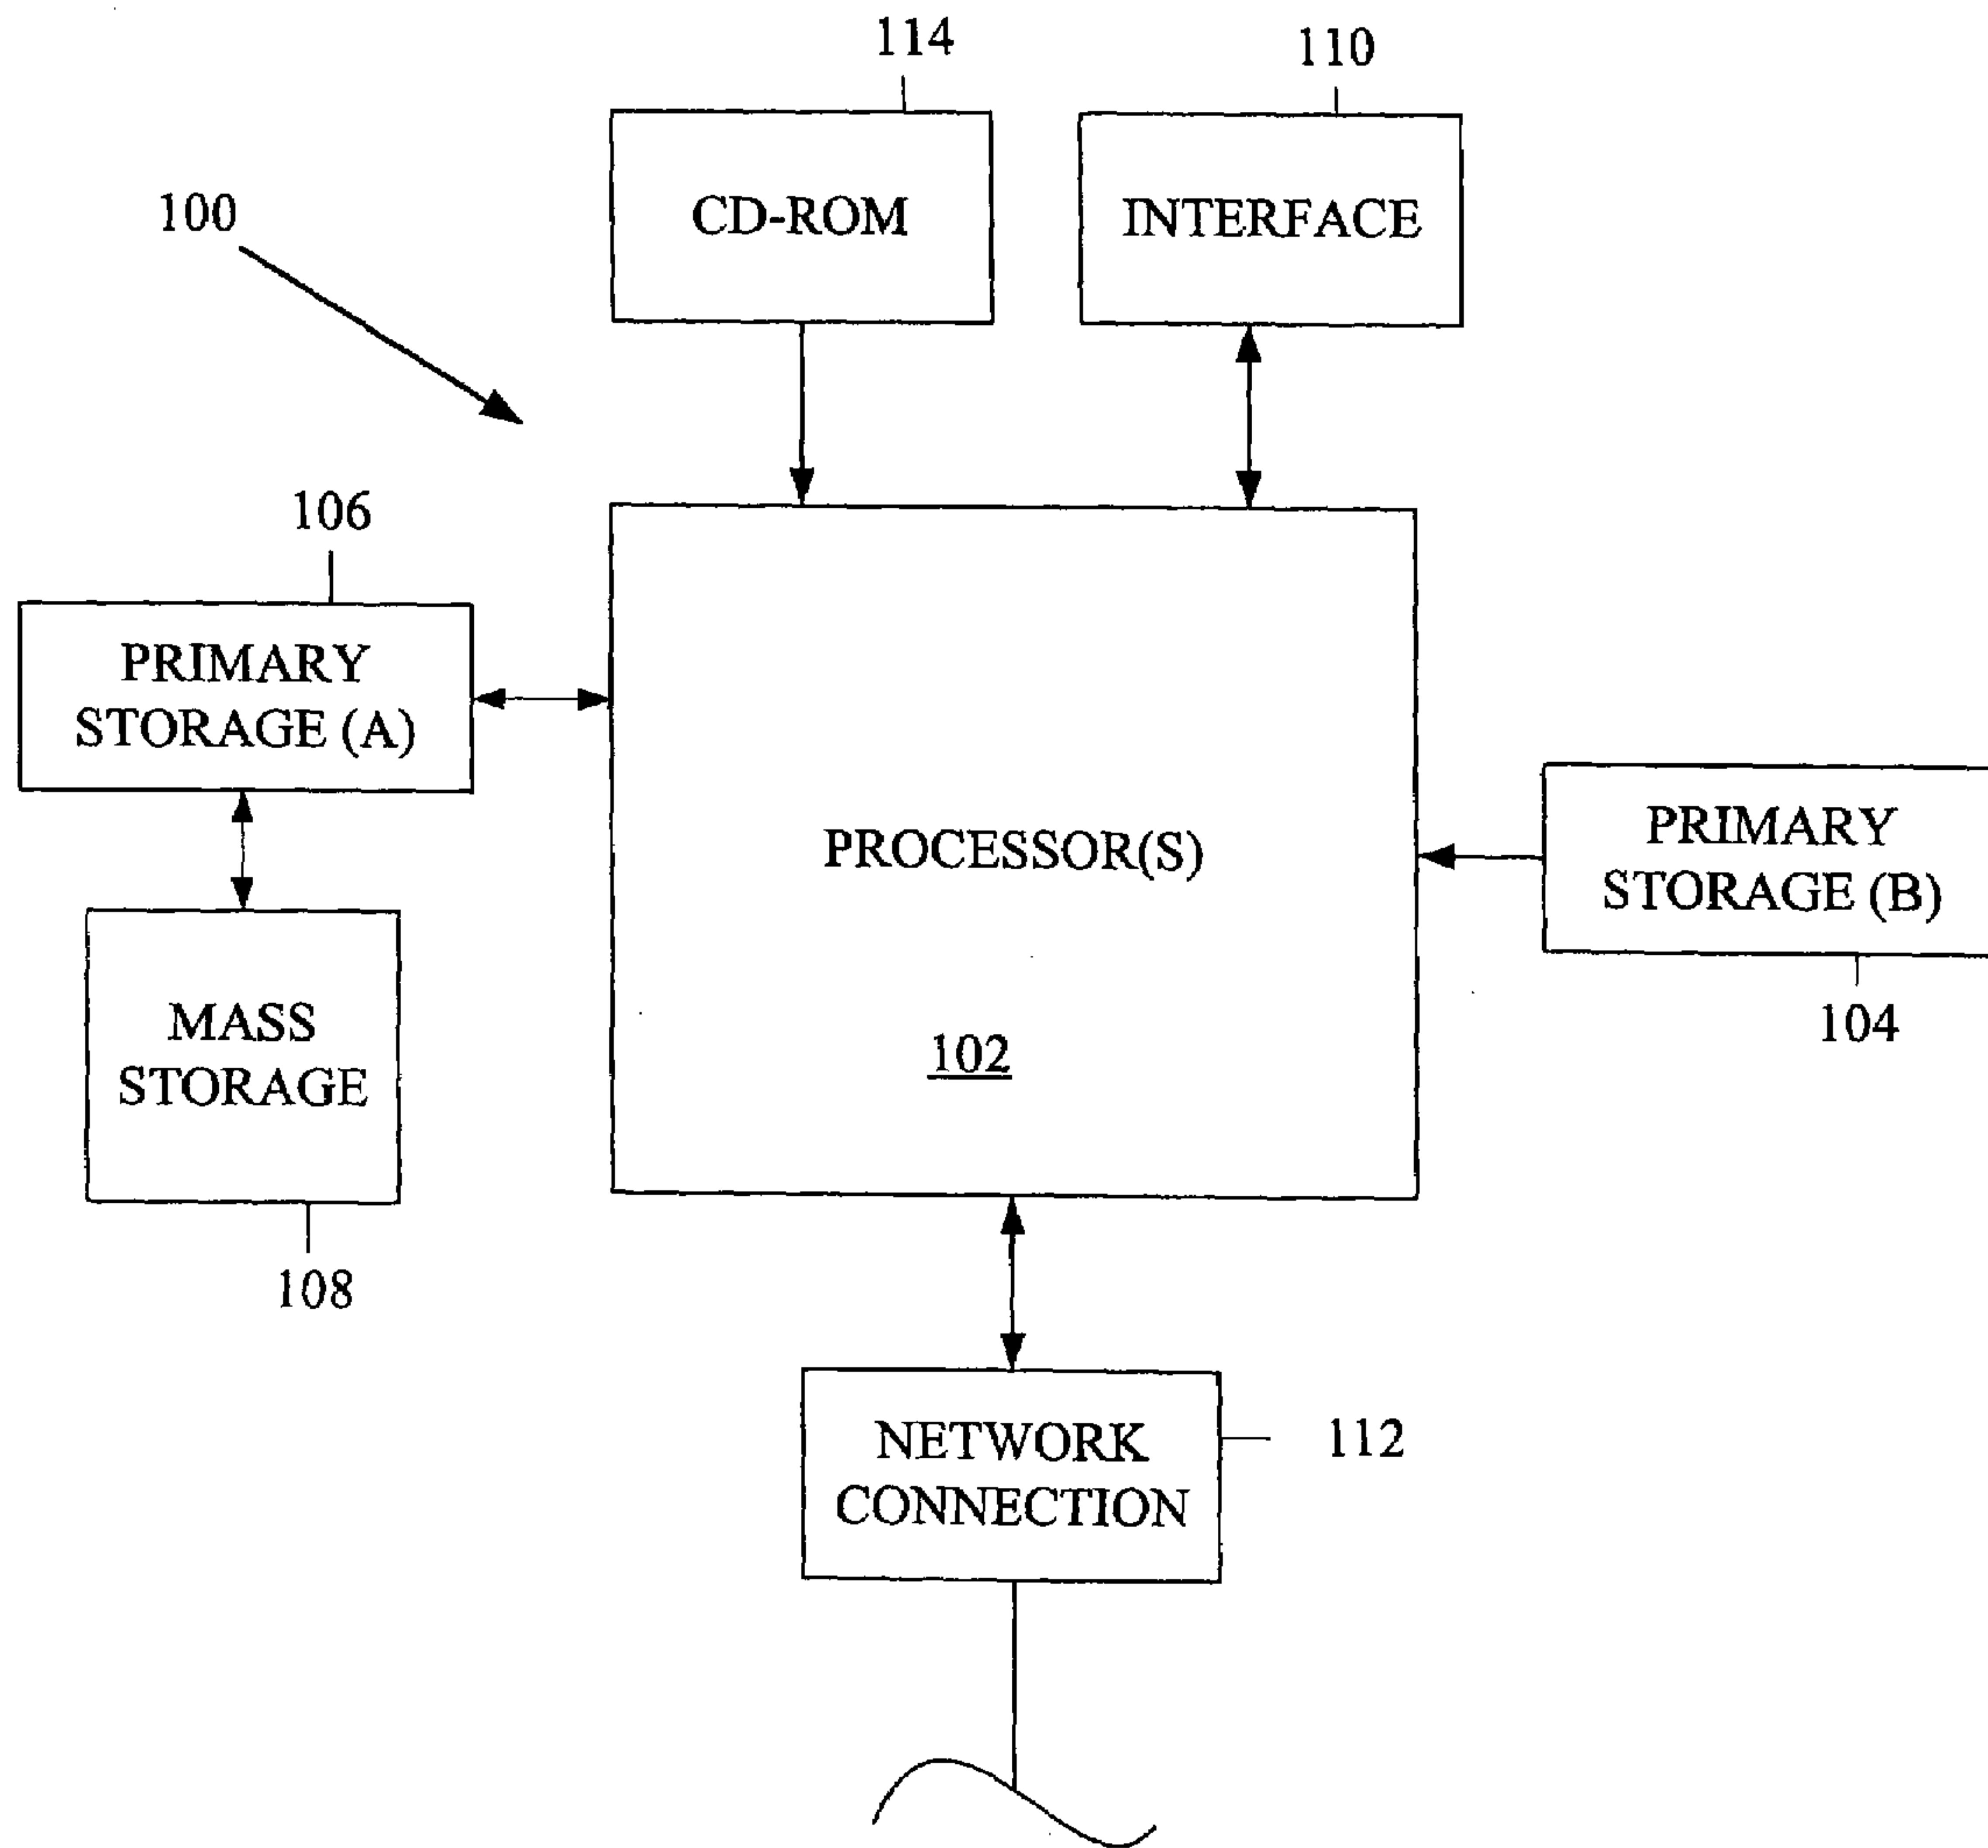 114
110
100
CD-ROM
INTERFACE
106
PRIMARY
STORAGE (A)
PROCESSOR(S)
102
PRIMARY
STORAGE (B)
104
MASS
STORAGE
108
NETWORK
CONNECTION
112